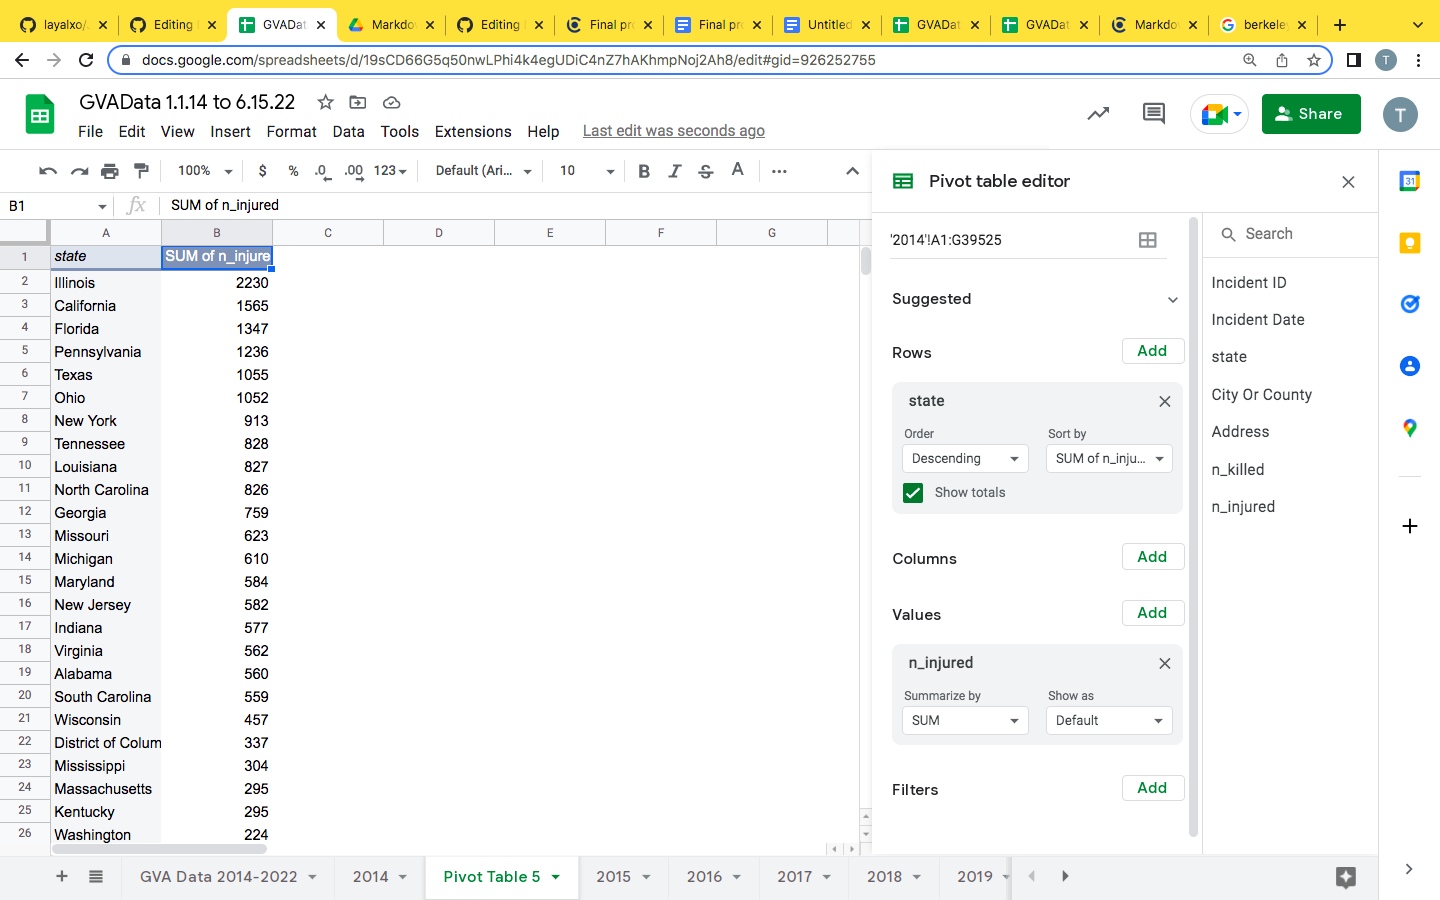 layalxo/
Editing
GVADat
Markdo
Editing
Final pr
Final pr
Untitled
GVADat
GVADat
Markdo
berkele
docs.google.com/spreadsheets/d/19sCD66G5q50nwLPhi4k4egUDiC4nZ7hAKhmpNoj2Ah8/edit#gid=926252755
T
GVAData 1.1.14 to 6.15.22
File Edit View Insert Format Data Tools Extensions Help Last edit was seconds ago
Share
T
100% $ % .0 .00 123 Default (Ari... 10 B I S A
B1 fx SUM of n_injured
A B C D E F G
1 state SUM of n_injure
2 Illinois 2230
3 California 1565
4 Florida 1347
5 Pennsylvania 1236
6 Texas 1055
7 Ohio 1052
8 New York 913
9 Tennessee 828
10 Louisiana 827
11 North Carolina 826
12 Georgia 759
13 Missouri 623
14 Michigan 610
15 Maryland 584
16 New Jersey 582
17 Indiana 577
18 Virginia 562
19 Alabama 560
20 South Carolina 559
21 Wisconsin 457
22 District of Colum 337
23 Mississippi 304
24 Massachusetts 295
25 Kentucky 295
26 Washington 224
Pivot table editor
'2014'!A1:G39525
Suggested
Rows Add
state
Order Sort by
Descending SUM of n_inju...
Show totals
Columns Add
Values Add
n_injured
Summarize by Show as
SUM Default
Filters Add
Search
Incident ID
Incident Date
state
City Or County
Address
n_killed
n_injured
31
GVA Data 2014-2022 2014 Pivot Table 5 2015 2016 2017 2018 2019